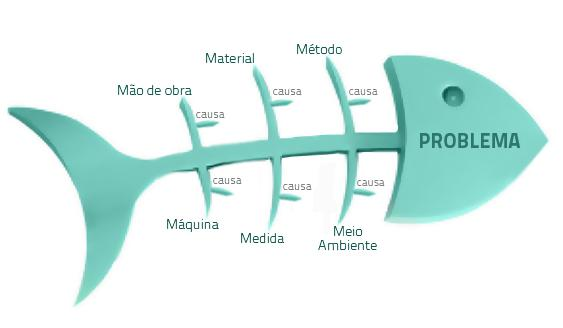 Método
Material
Mão de obra
causa
causa
causa
PROBLEMA
causa
causa
causa
Máquina
Medida
Meio
Ambiente